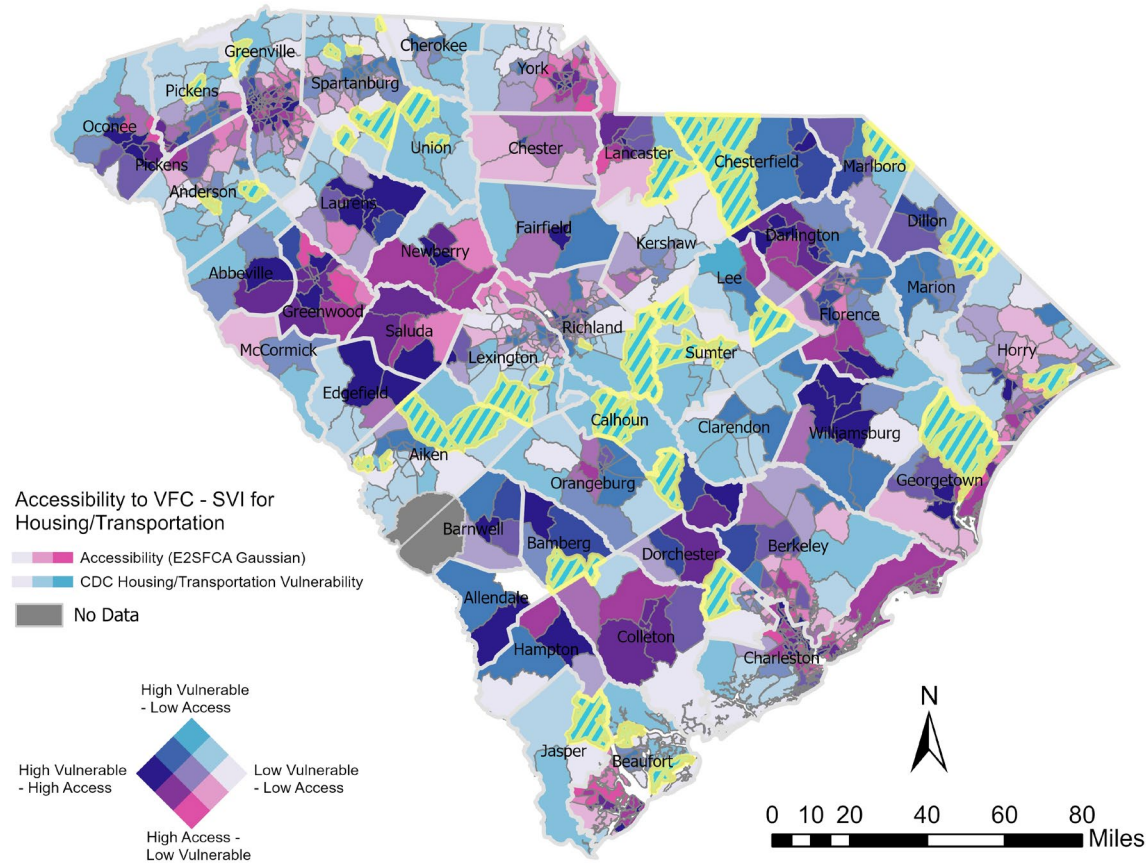 Cherokee
Greenville
York
Spartanburg
Pickens
Oconee
Union
Chester
Lancaster
Chesterfield
Marlboro
Pickens
Anderson
Laurens
Dillon
Fairfield
Darlington
Newberry
Kershaw
Abbeville
Lee
Marion
Greenwood
Florence
Saluda
Richland
McCormick
Lexington
Sumter
Horry
Edgefield
Calhoun
Clarendon
Williamsburg
Aiken
Orangeburg
Georgetown
Accessibility to VFC - SVI for
Housing/Transportation
Accessibility (E2SFCA Gaussian)
CDC Housing/Transportation Vulnerability
No Data
Barnwell
Bamberg
Dorchester
Berkeley
Allendale
Colleton
Hampton
Charleston
Jasper
Beaufort
High Vulnerable
- Low Access
High Vulnerable
- High Access
Low Vulnerable
- Low Access
High Access -
Low Vulnerable
N
0 10 20 40 60 80
Miles